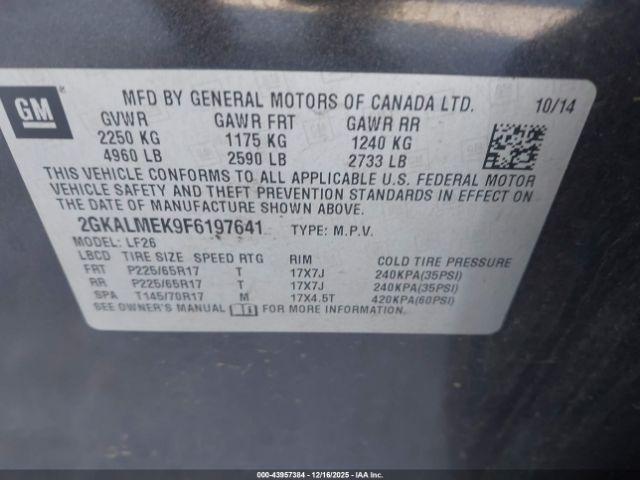 GM
MFD BY GENERAL MOTORS OF CANADA LTD. 10/14
GVWR GAWR FRT GAWR RR
2250 KG 1175 KG 1240 KG
4960 LB 2590 LB 2733 LB
THIS VEHICLE CONFORMS TO ALL APPLICABLE U.S. FEDERAL MOTOR
VEHICLE SAFETY AND THEFT PREVENTION STANDARDS IN EFFECT ON
THE DATE OF MANUFACTURE SHOWN ABOVE.
2GKALMEK9F6197641 TYPE: M.P.V.
MODEL: LF26
LBCD TIRE SIZE SPEED RTG RIM COLD TIRE PRESSURE
FRT P225/65R17 T 17X7J 240KPA(35PSI)
RR P225/65R17 T 17X7J 240KPA(35PSI)
SPA T145/70R17 M 17X4.5T 420KPA(60PSI)
SEE OWNER'S MANUAL FOR MORE INFORMATION.
000-43957384 | 12/16/2025 - IAA Inc.